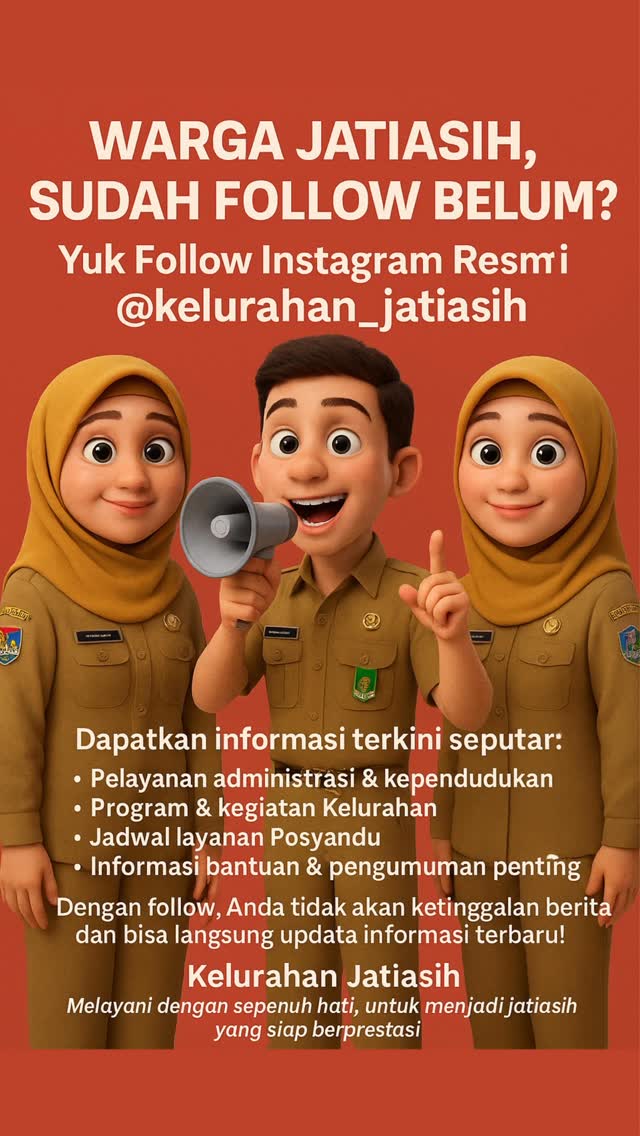 WARGA JATIASIH,
SUDAH FOLLOW BELUM?
Yuk Follow Instagram Resmi
@kelurahan_jatiasih
Dapatkan informasi terkini seputar:
• Pelayanan administrasi & kependudukan
• Program & kegiatan Kelurahan
• Jadwal layanan Posyandu
• Informasi bantuan & pengumuman penting
Dengan follow, Anda tidak akan ketinggalan berita
dan bisa langsung updata informasi terbaru!
Kelurahan Jatiasih
Melayani dengan sepenuh hati, untuk menjadi jatiasih
yang siap berprestasi